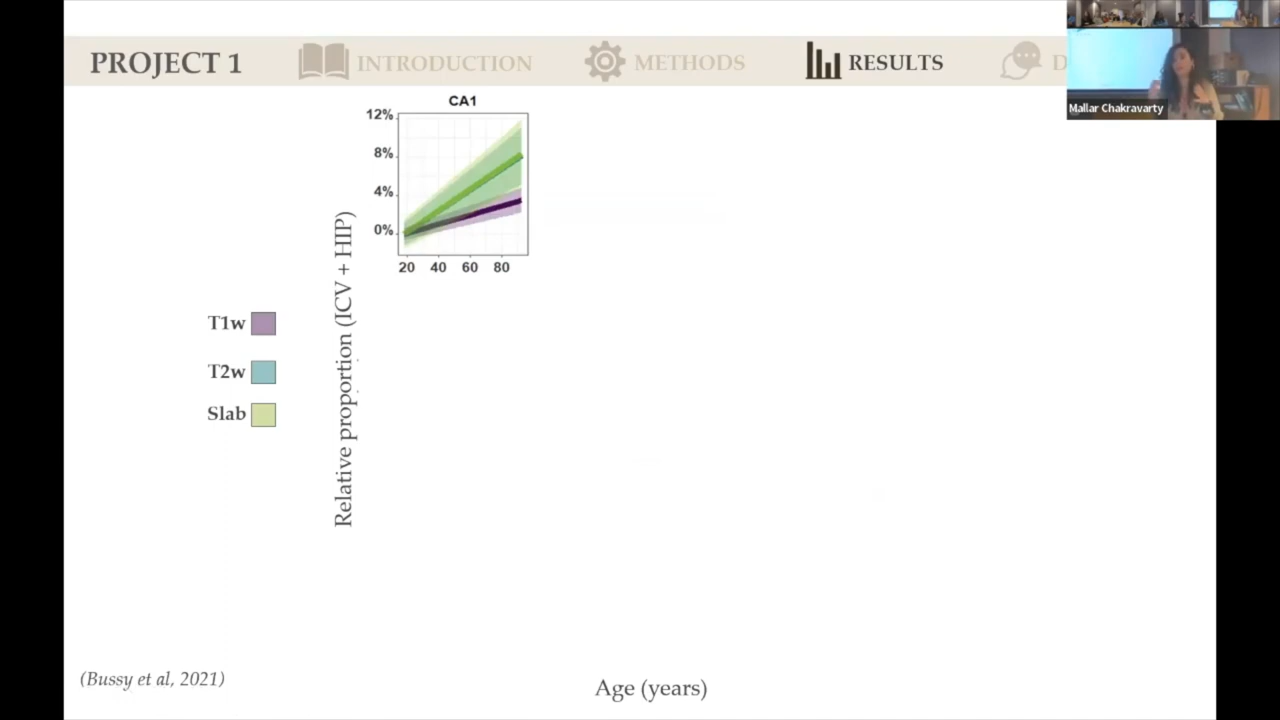 PROJECT 1
INTRODUCTION
METHODS
RESULTS
D
Mallar Chakravarty
CA1
12%
8%
4%
0%
20 40 60 80
Relative proportion (ICV + HIP)
T1w
T2w
Slab
(Bussy et al, 2021)
Age (years)